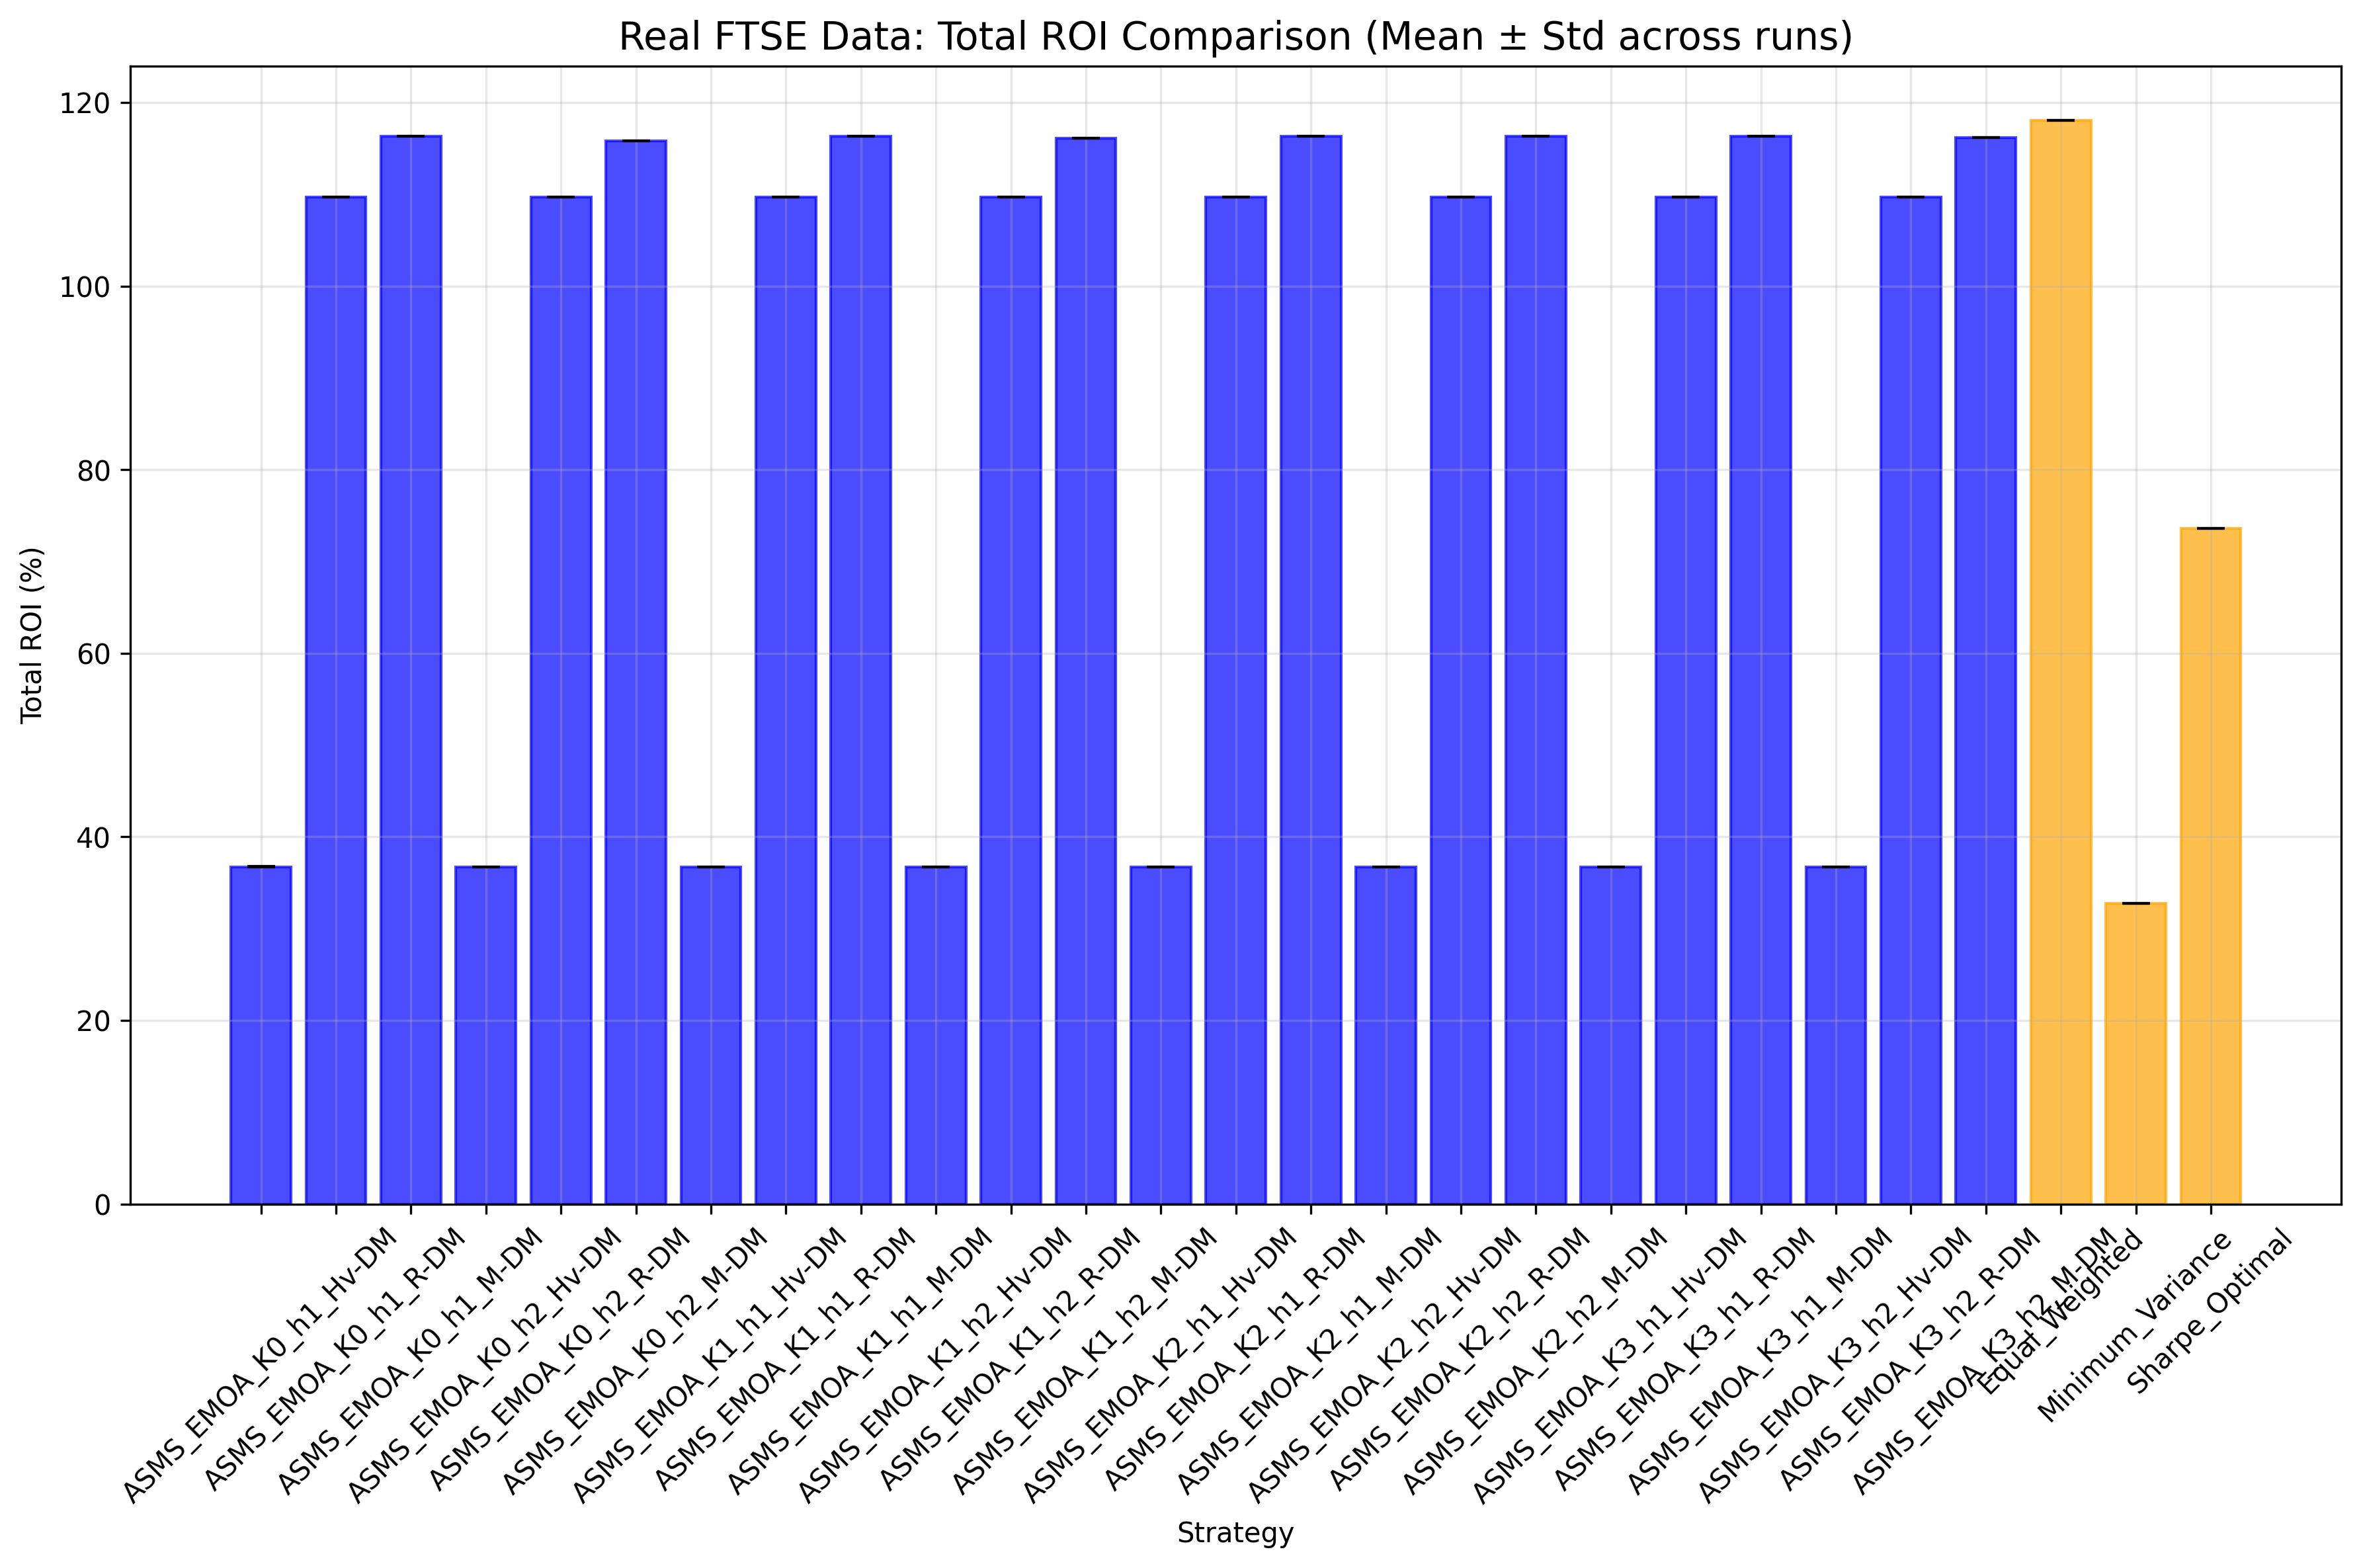 Real FTSE Data: Total ROI Comparison (Mean ± Std across runs)
120
100
80
60
40
20
0
Total ROI (%)
ASMS_EMOA_K0_h1_Hv-DM
ASMS_EMOA_K0_h1_R-DM
ASMS_EMOA_K0_h1_M-DM
ASMS_EMOA_K0_h2_Hv-DM
ASMS_EMOA_K0_h2_R-DM
ASMS_EMOA_K0_h2_M-DM
ASMS_EMOA_K1_h1_Hv-DM
ASMS_EMOA_K1_h1_R-DM
ASMS_EMOA_K1_h1_M-DM
ASMS_EMOA_K1_h2_Hv-DM
ASMS_EMOA_K1_h2_R-DM
ASMS_EMOA_K1_h2_M-DM
ASMS_EMOA_K2_h1_Hv-DM
ASMS_EMOA_K2_h1_R-DM
ASMS_EMOA_K2_h1_M-DM
ASMS_EMOA_K2_h2_Hv-DM
ASMS_EMOA_K2_h2_R-DM
ASMS_EMOA_K2_h2_M-DM
ASMS_EMOA_K3_h1_Hv-DM
ASMS_EMOA_K3_h1_R-DM
ASMS_EMOA_K3_h1_M-DM
ASMS_EMOA_K3_h2_Hv-DM
ASMS_EMOA_K3_h2_R-DM
ASMS_EMOA_K3_h2_M-DM
Equal_Weighted
Minimum_Variance
Sharpe_Optimal
Strategy